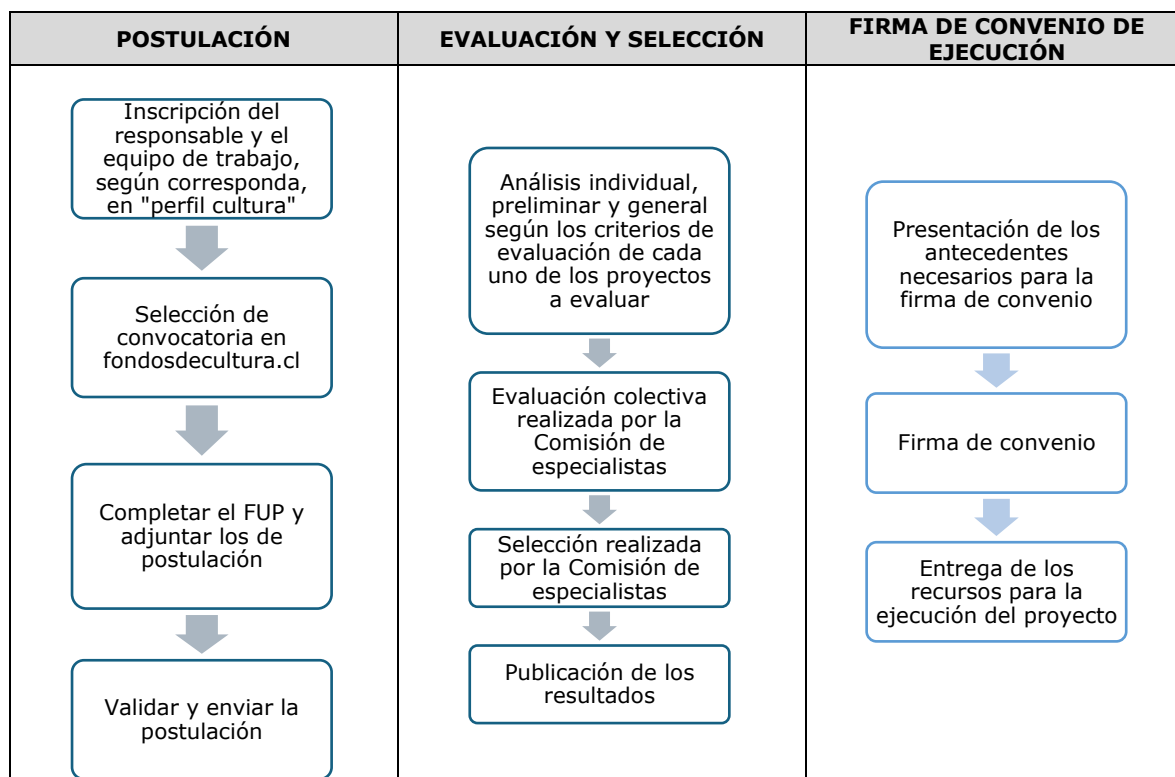 POSTULACIÓN
EVALUACIÓN Y SELECCIÓN
FIRMA DE CONVENIO DE
EJECUCIÓN
Inscripción del
responsable y el
equipo de trabajo,
según corresponda,
en "perfil cultura"
Selección de
convocatoria en
fondosdecultura.cl
Completar el FUP y
adjuntar los de
postulación
Validar y enviar la
postulación
Análisis individual,
preliminar y general
según los criterios de
evaluación de cada
uno de los proyectos
a evaluar
Evaluación colectiva
realizada por la
Comisión de
especialistas
Selección realizada
por la Comisión de
especialistas
Publicación de los
resultados
Presentación de los
antecedentes
necesarios para la
firma de convenio
Firma de convenio
Entrega de los
recursos para la
ejecución del proyecto